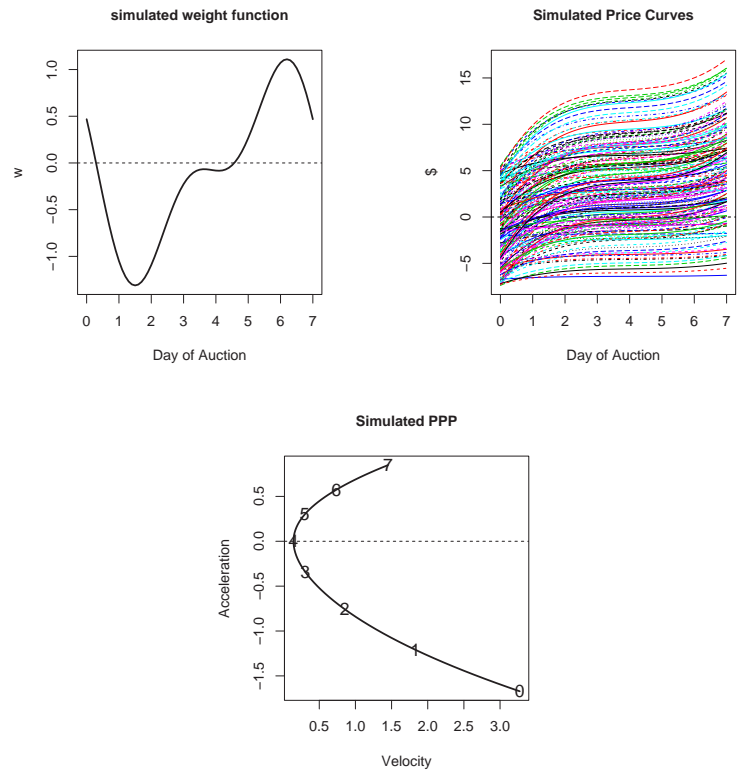 simulated weight function
1.0
0.5
0.0
−0.5
−1.0
w
0 1 2 3 4 5 6 7
Day of Auction
Simulated Price Curves
15
10
5
0
−5
$
0 1 2 3 4 5 6 7
Day of Auction
Simulated PPP
0.5
0.0
−0.5
−1.0
−1.5
Acceleration
7
6
5
4
3
2
1
0
0.5 1.0 1.5 2.0 2.5 3.0
Velocity